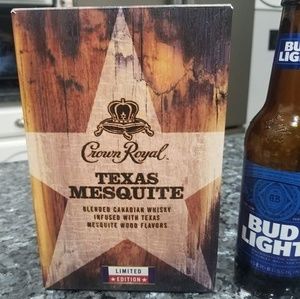 Crown Royal
TEXAS
MESQUITE
BLENDED CANADIAN WHISKY
INFUSED WITH TEXAS
MESQUITE WOOD FLAVORS
LIMITED
EDITION
BUD
LIGHT
BUD
LIGHT